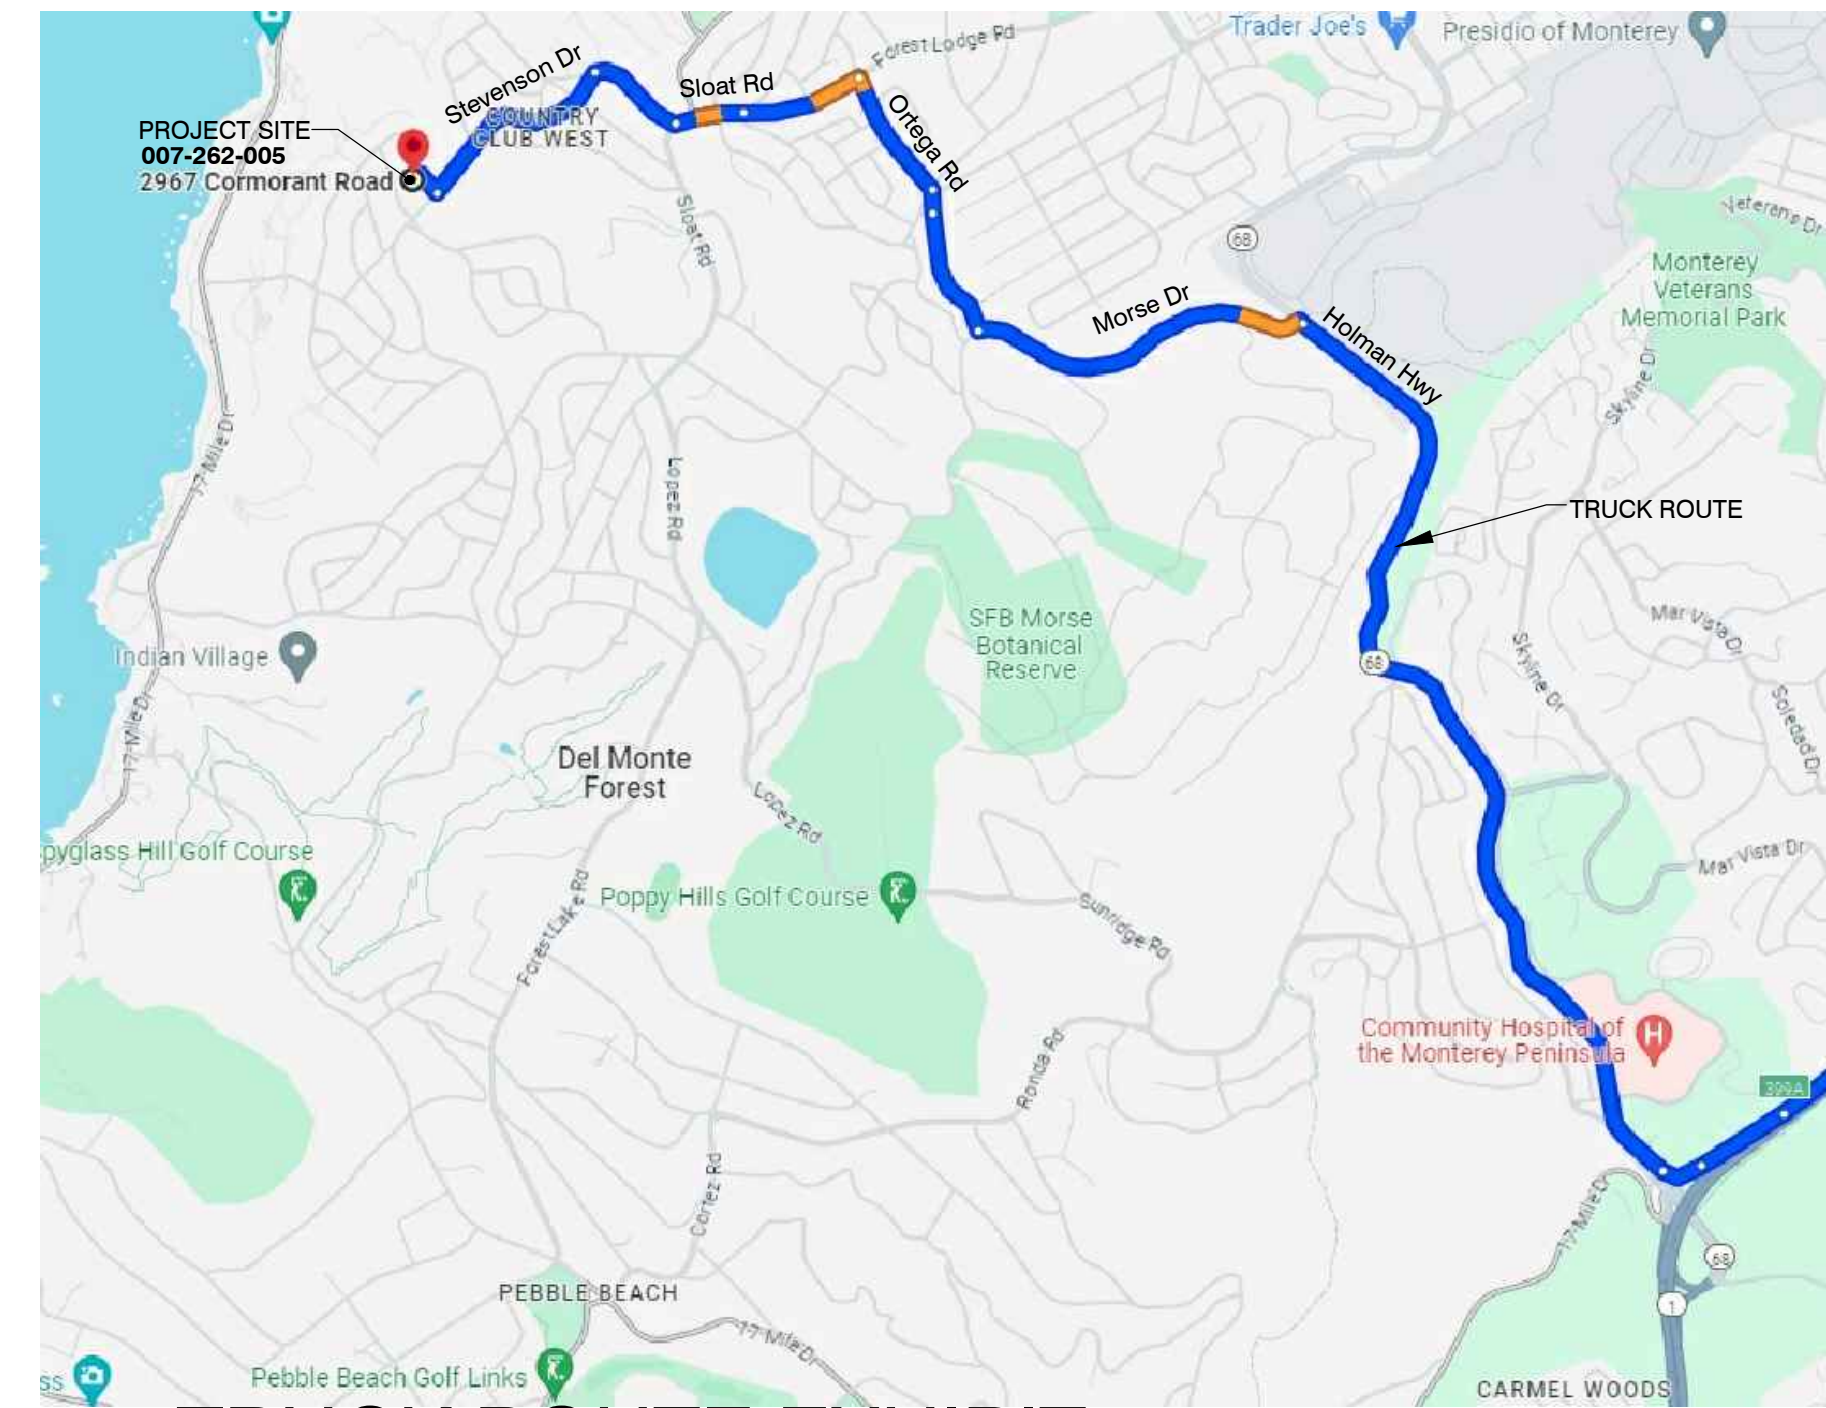 Trader Joe's
Presidio of Monterey
Forest Lodge Rd
Stevenson Dr
Sloat Rd
COUNTRY
CLUB WEST
PROJECT SITE
007-262-005
2967 Cormorant Road
Ortega Rd
Sloat Rd
68
Veterans Dr
Monterey
Veterans
Memorial Park
Morse Dr
Holman Hwy
Skyline Dr
17-Mile Dr
Lopez Rd
TRUCK ROUTE
SFB Morse
Botanical
Reserve
Mar Vista Dr
Indian Village
68
Skyline Dr
17-Mile Dr
Soledad Dr
Del Monte
Forest
Lopez Rd
pyglass Hill Golf Course
Mar Vista Dr
Poppy Hills Golf Course
Forest Lake Rd
Sunridge Rd
Community Hospital of
the Monterey Peninsula
H
Ronda Rd
399A
Cortez Rd
17-Mile Dr
68
PEBBLE BEACH
1
17-Mile Dr
ss
Pebble Beach Golf Links
CARMEL WOODS